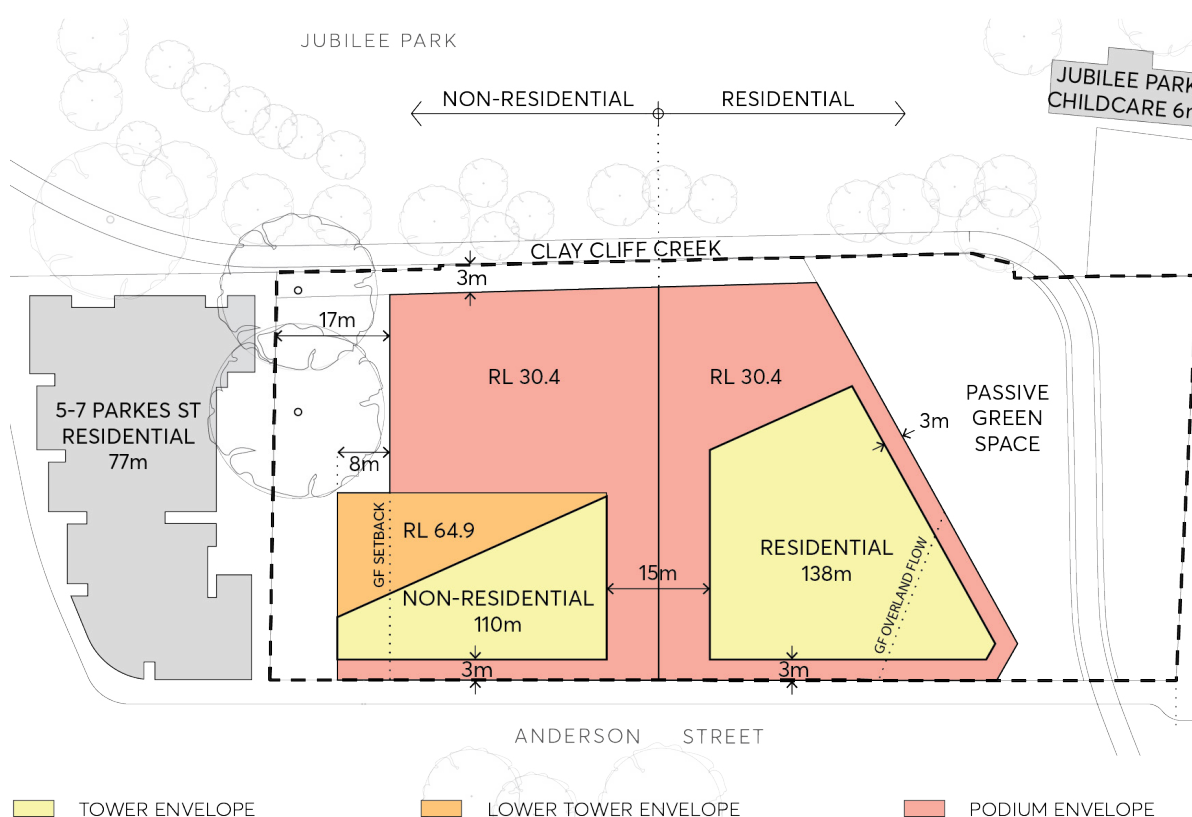 JUBILEE PARK
JUBILEE PARK
CHILDCARE 6m
NON-RESIDENTIAL
RESIDENTIAL
CLAY CLIFF CREEK
3m
17m
RL 30.4
RL 30.4
PASSIVE
GREEN
SPACE
3m
5-7 PARKES ST
RESIDENTIAL
77m
8m
GF SETBACK
RL 64.9
RESIDENTIAL
138m
GF OVERLAND FLOW
15m
NON-RESIDENTIAL
110m
3m
3m
ANDERSON STREET
TOWER ENVELOPE
LOWER TOWER ENVELOPE
PODIUM ENVELOPE